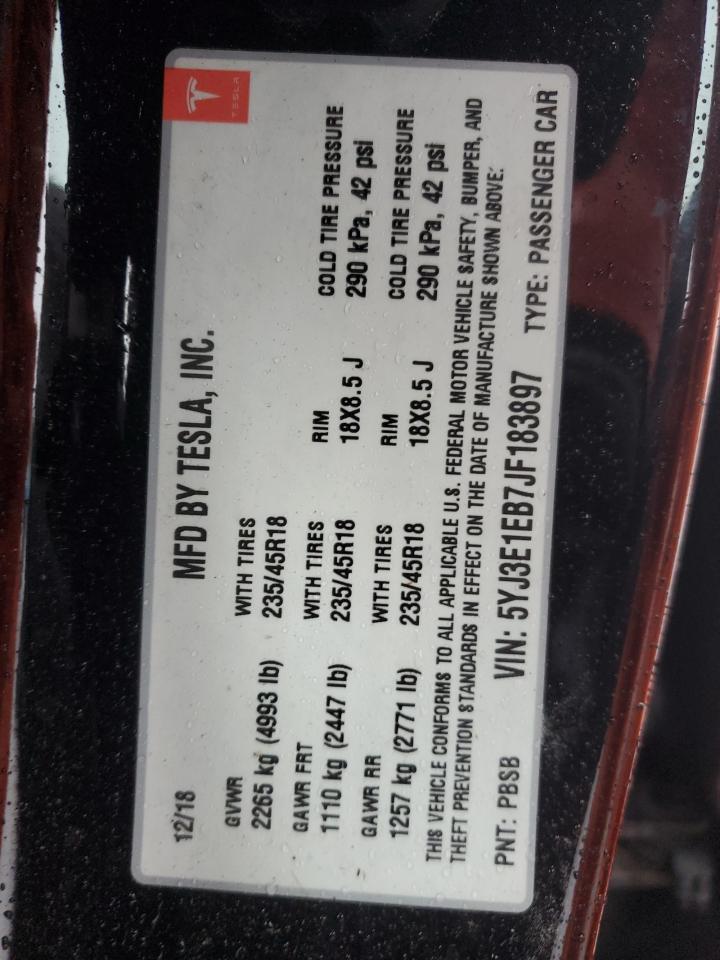 TESLA
12/18 MFD BY TESLA, INC.
GVWR
2265 kg (4993 lb) WITH TIRES 235/45R18
GAWR FRT WITH TIRES RIM COLD TIRE PRESSURE
1110 kg (2447 lb) 235/45R18 18X8.5 J 290 kPa, 42 psi
GAWR RR WITH TIRES RIM COLD TIRE PRESSURE
1257 kg (2771 lb) 235/45R18 18X8.5 J 290 kPa, 42 psi
THIS VEHICLE CONFORMS TO ALL APPLICABLE U.S. FEDERAL MOTOR VEHICLE SAFETY, BUMPER, AND
THEFT PREVENTION STANDARDS IN EFFECT ON THE DATE OF MANUFACTURE SHOWN ABOVE:
PNT: PBSB VIN: 5YJ3E1EB7JF183897 TYPE: PASSENGER CAR